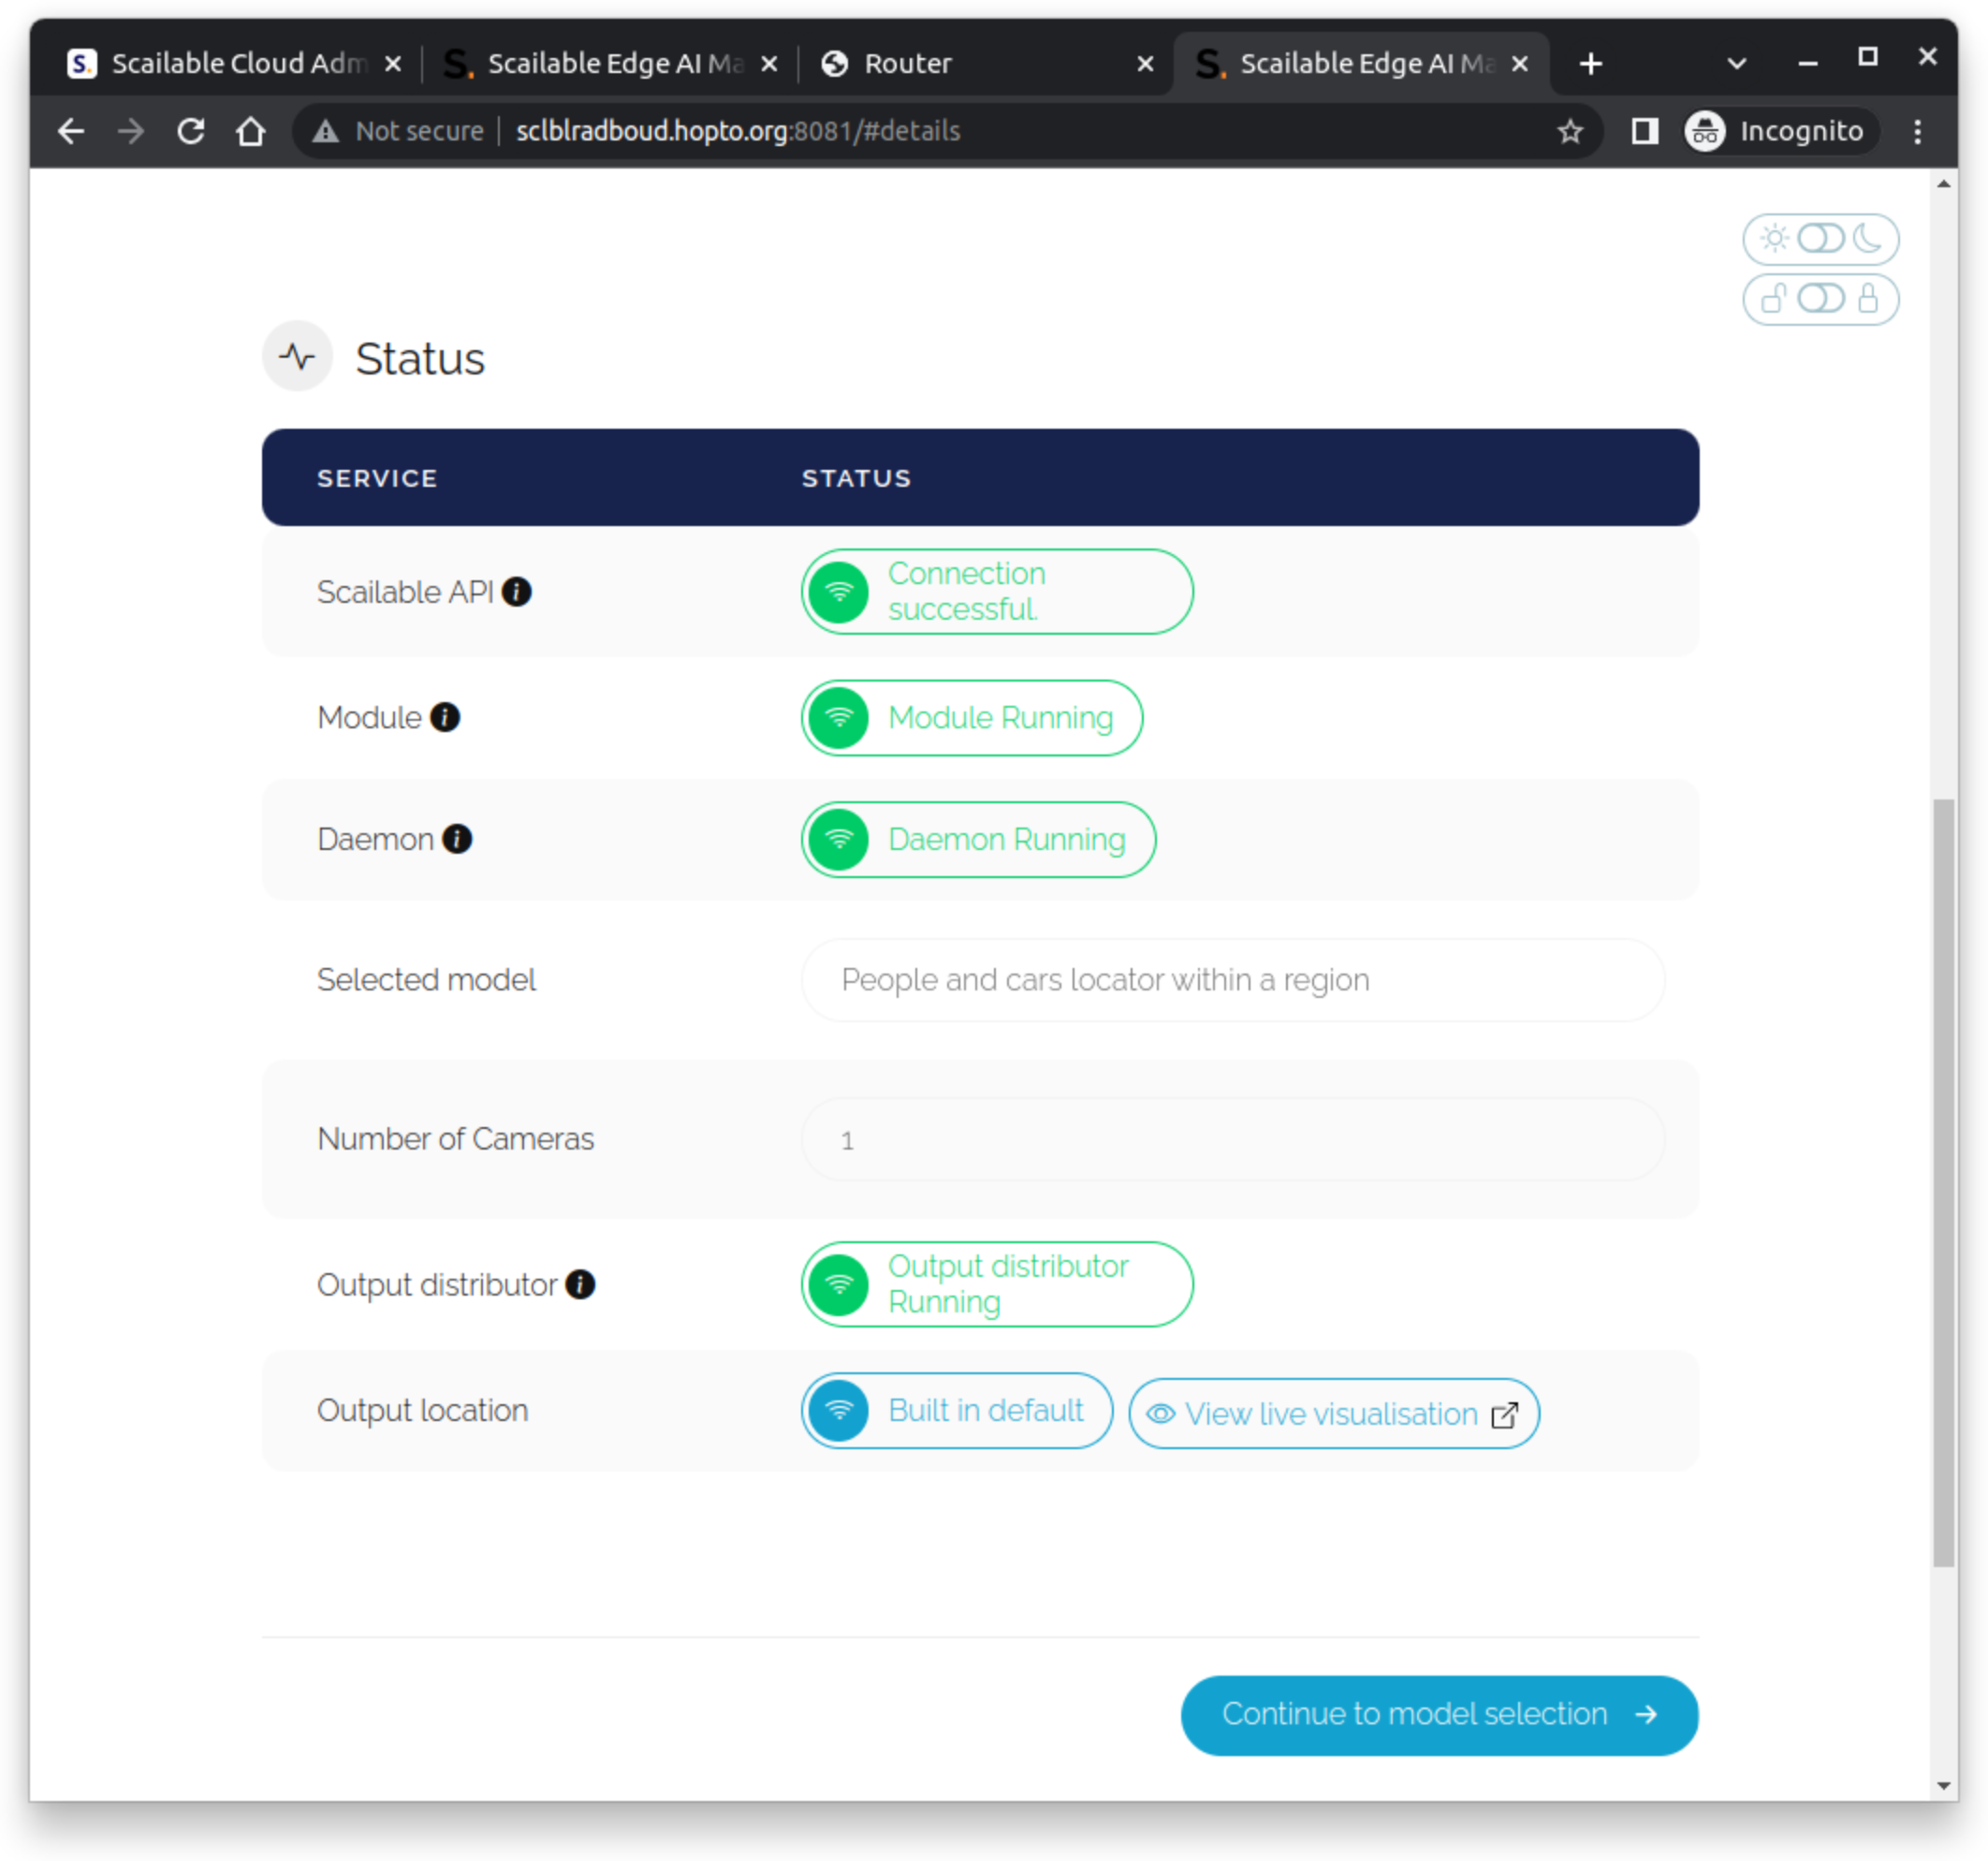 S. Scailable Cloud Adm
S. Scailable Edge AI Ma
Router
S. Scailable Edge AI Ma
Not secure sclblradboud.hopto.org:8081/#details
Incognito
Status
SERVICE STATUS
Scailable API i Connection
successful.
Module i Module Running
Daemon i Daemon Running
Selected model People and cars locator within a region
Number of Cameras 1
Output distributor i Output distributor
Running
Output location Built in default View live visualisation
Continue to model selection →